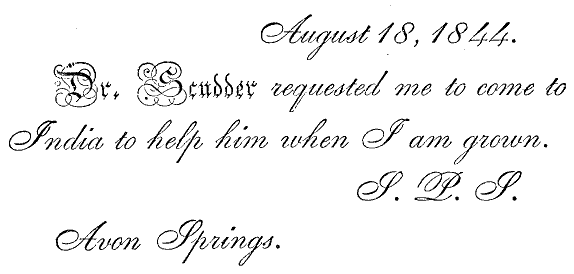 August 18, 1844.
Dr. Scudder requested me to come to
India to help him when I am grown.
S. P. S.
Avon Springs.